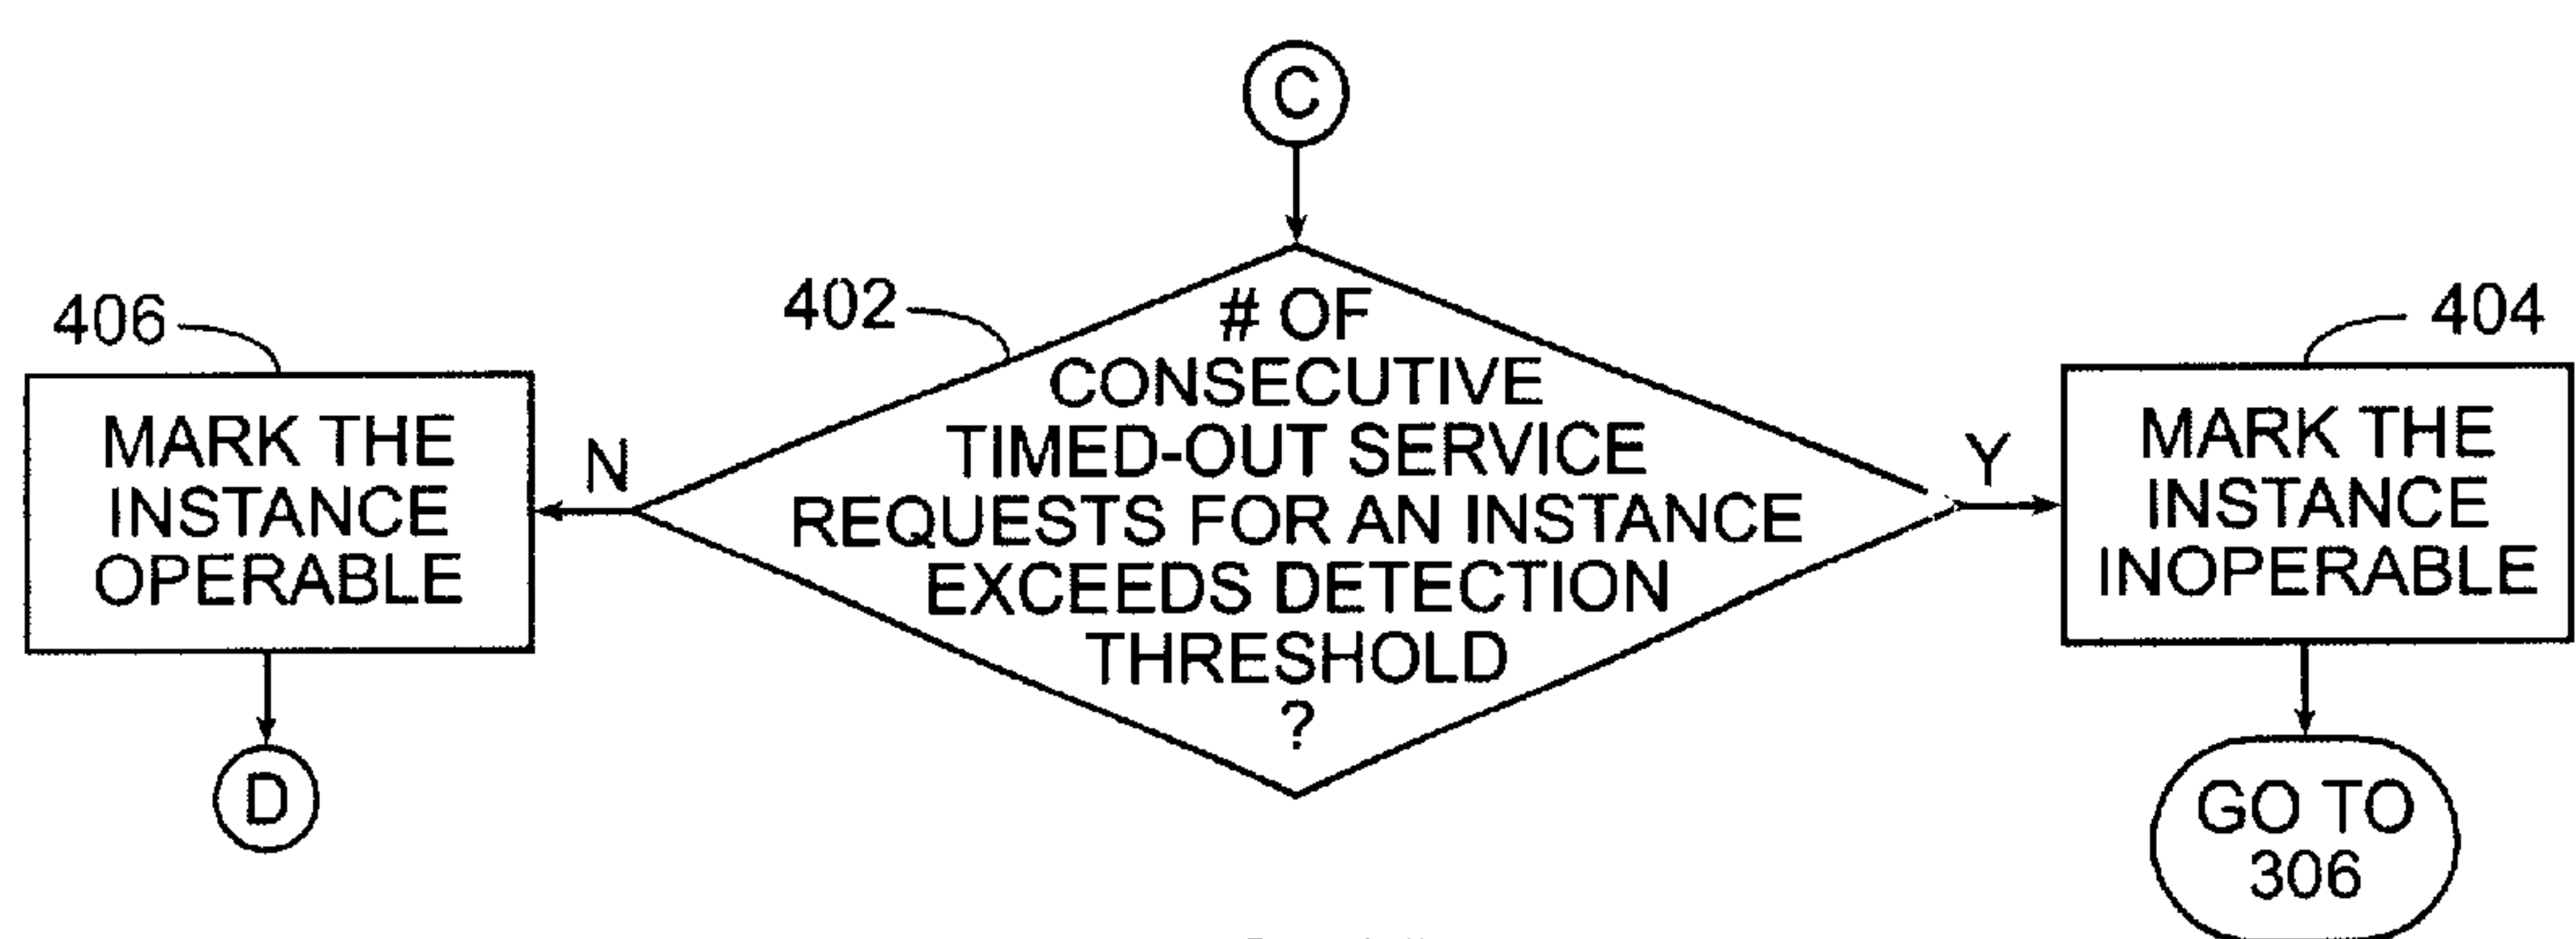 C
402
# OF
CONSECUTIVE
TIMED-OUT SERVICE
REQUESTS FOR AN INSTANCE
EXCEEDS DETECTION
THRESHOLD
?
N
406
MARK THE
INSTANCE
OPERABLE
D
Y
404
MARK THE
INSTANCE
INOPERABLE
GO TO
306